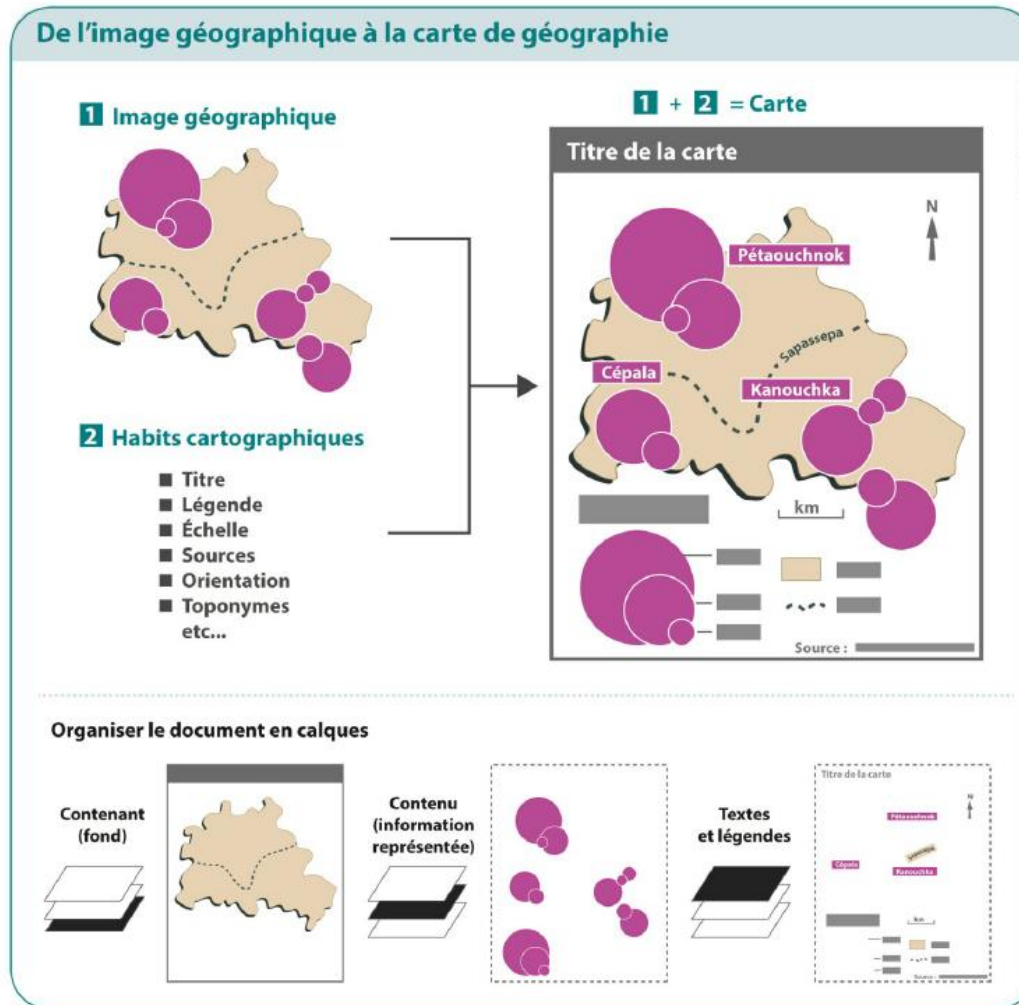 De l'image géographique à la carte de géographie
1 Image géographique
2 Habits cartographiques
■ Titre
■ Légende
■ Échelle
■ Sources
■ Orientation
■ Toponymes
etc...
1 + 2 = Carte
Titre de la carte
N
Pétaouchnok
Sapassépa
Cépala
Kanouchka
km
Source :
Organiser le document en calques
Contenant
(fond)
Contenu
(information
représentée)
Textes
et légendes
Titre de la carte
N
Pétaouchnok
Cépala
Kanouchka
km
Source :